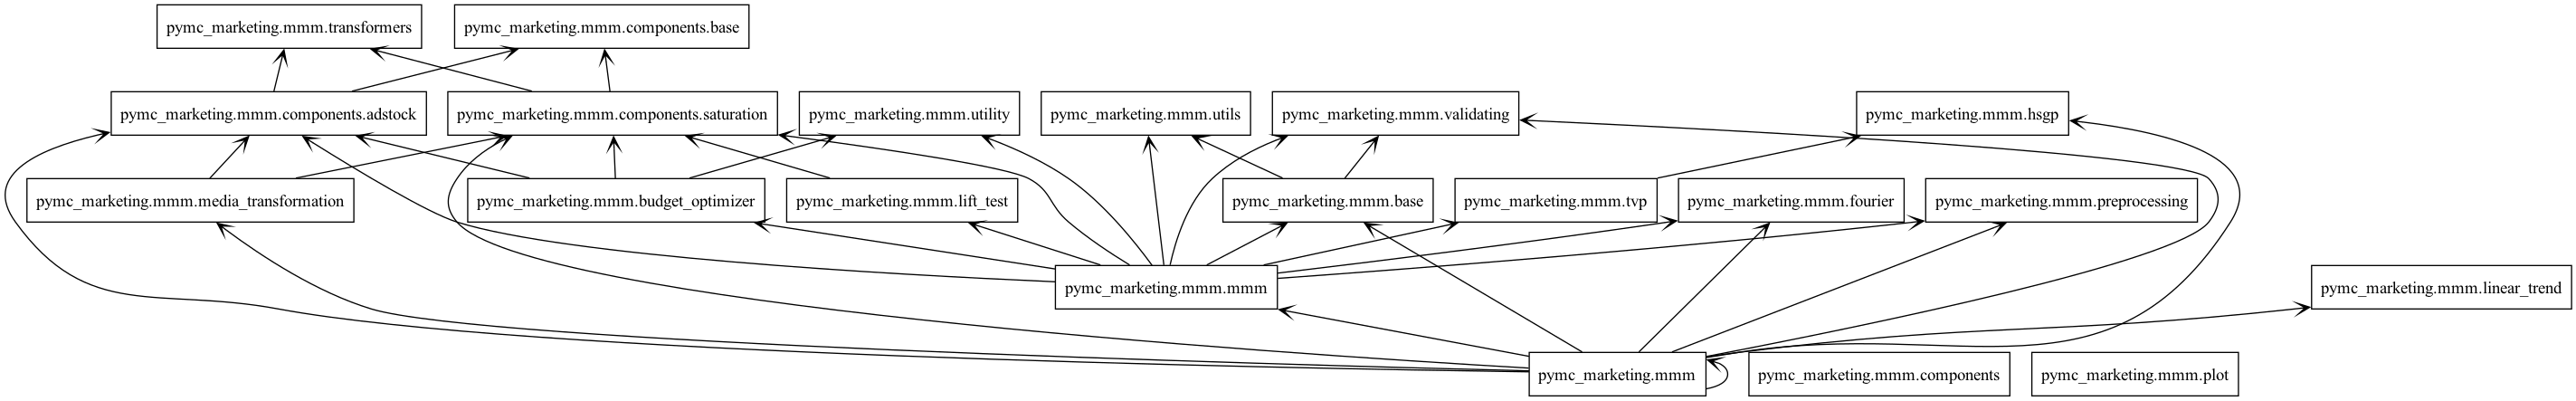 pymc_marketing.mmm.transformers
pymc_marketing.mmm.components.base
pymc_marketing.mmm.components.adstock
pymc_marketing.mmm.components.saturation
pymc_marketing.mmm.utility
pymc_marketing.mmm.utils
pymc_marketing.mmm.validating
pymc_marketing.mmm.hsgp
pymc_marketing.mmm.media_transformation
pymc_marketing.mmm.budget_optimizer
pymc_marketing.mmm.lift_test
pymc_marketing.mmm.base
pymc_marketing.mmm.tvp
pymc_marketing.mmm.fourier
pymc_marketing.mmm.preprocessing
pymc_marketing.mmm.mmm
pymc_marketing.mmm.linear_trend
pymc_marketing.mmm
pymc_marketing.mmm.components
pymc_marketing.mmm.plot